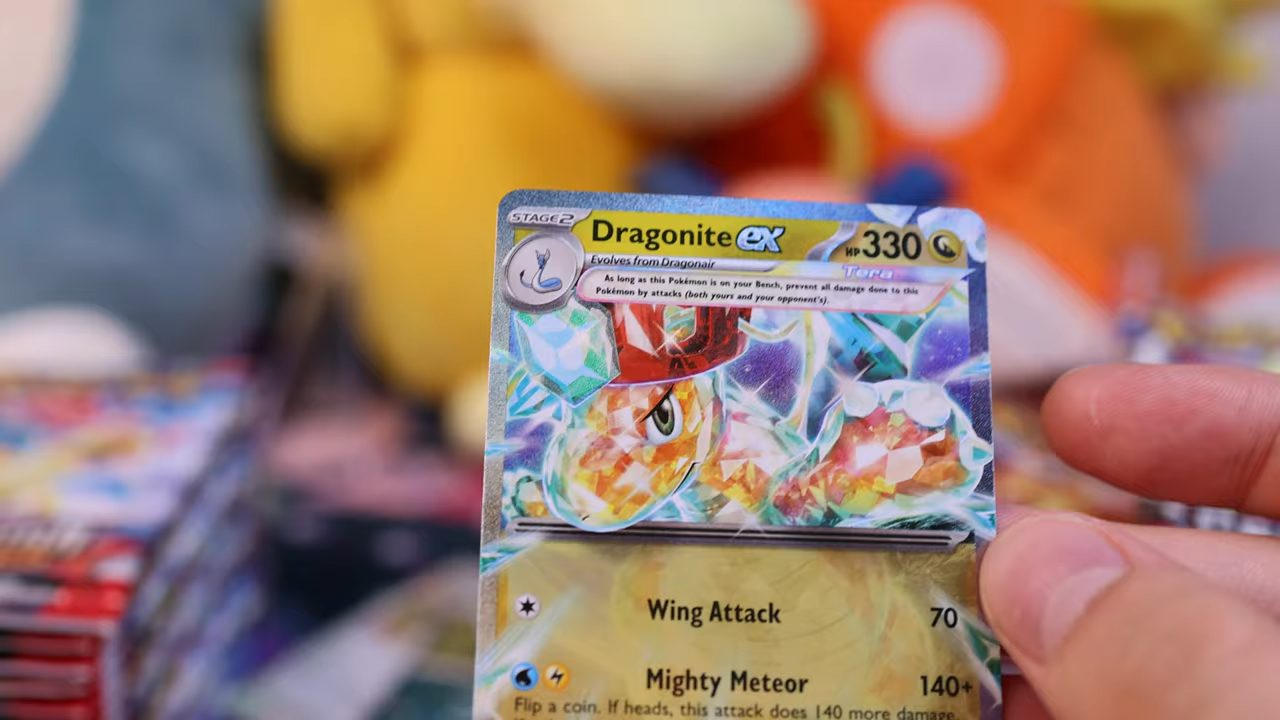 STAGE2
Dragonite ex
HP330
Evolves from Dragonair
Tera
As long as this Pokémon is on your Bench, prevent all damage done to this
Pokémon by attacks (both yours and your opponent's).
Wing Attack 70
Mighty Meteor 140+
Flip a coin. If heads, this attack does 140 more damage.